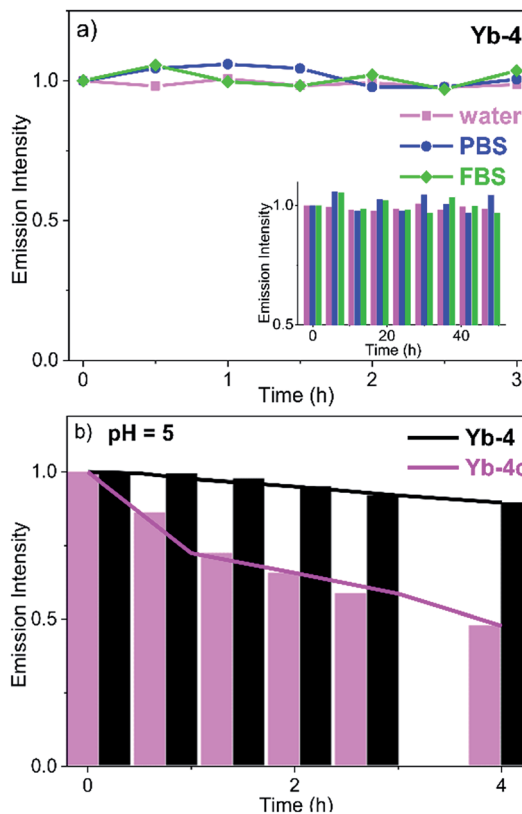 a)
Yb-4
1.0
0.5
0.0
Emission Intensity
water
PBS
FBS
1.0
0.5
Emission Intensity
0
20
40
Time (h)
0
1
2
3
Time (h)
b)
pH = 5
Yb-4
Yb-4c
1.0
0.5
0.0
Emission Intensity
0
2
4
Time (h)